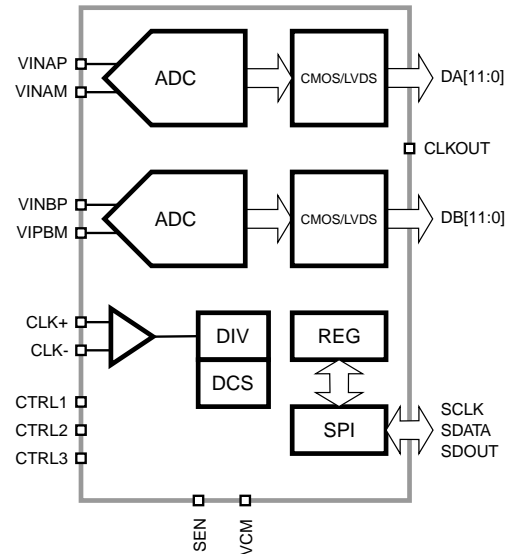 VINAP
VINAM
ADC
CMOS/LVDS
DA[11:0]
CLKOUT
VINBP
VIPBM
ADC
CMOS/LVDS
DB[11:0]
CLK+
CLK-
DIV
DCS
REG
CTRL1
CTRL2
CTRL3
SPI
SCLK
SDATA
SDOUT
SEN
VCM